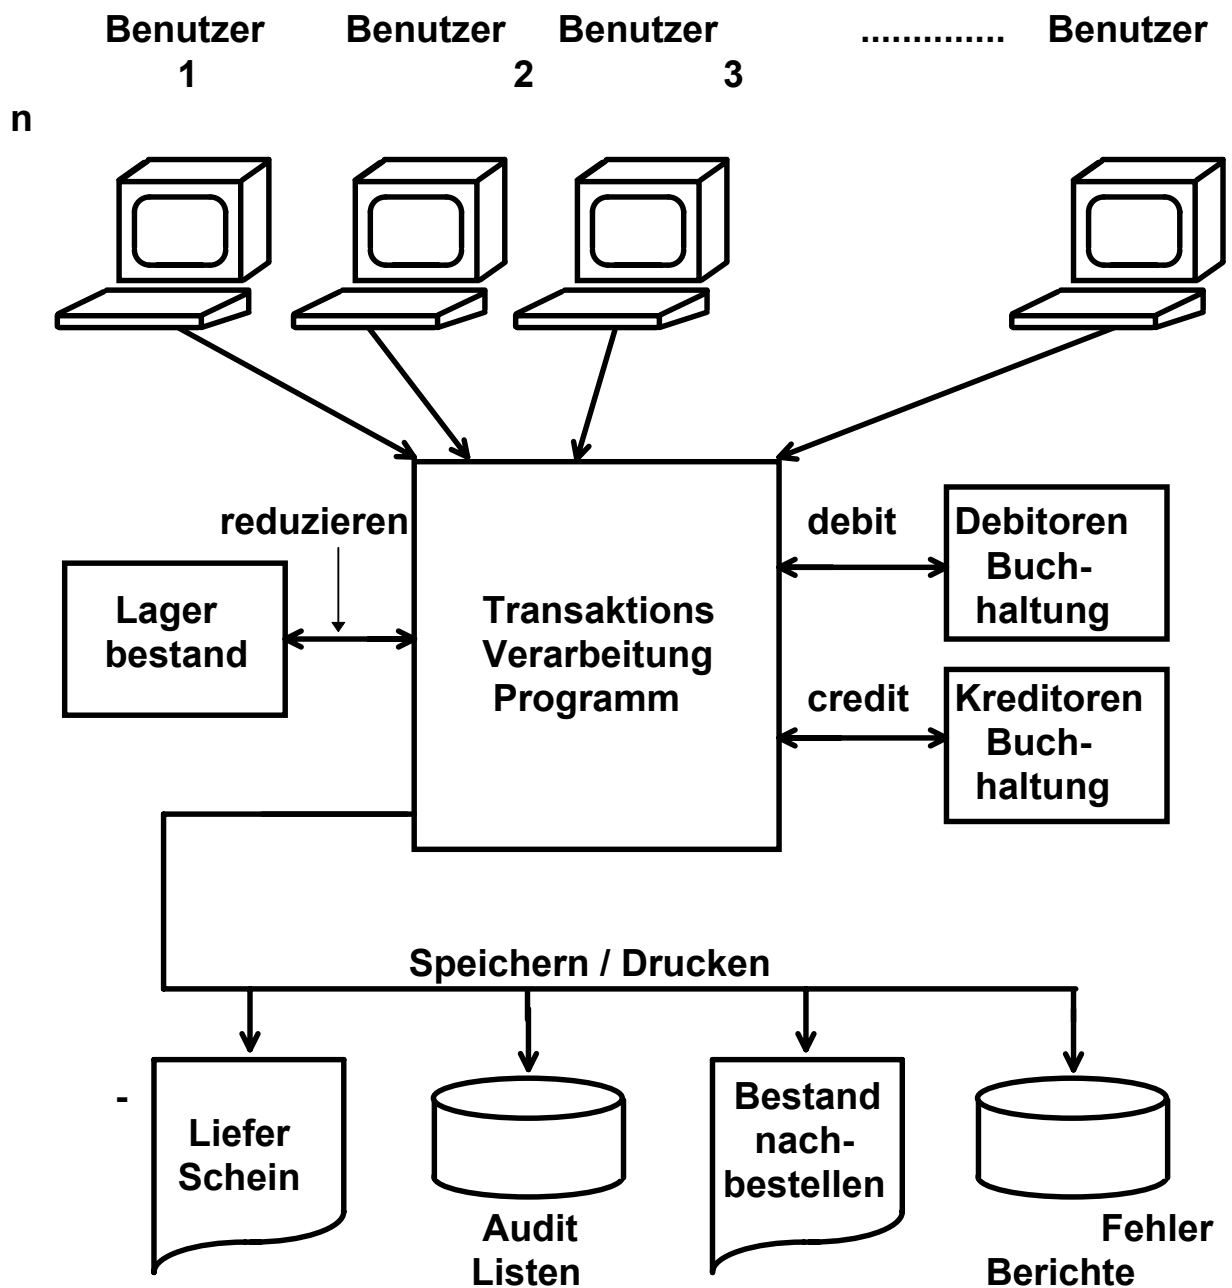 Benutzer Benutzer Benutzer ............... Benutzer
1 2 3
n
reduzieren
debit
Debitoren
Buch-
haltung
Lager
bestand
Transaktions
Verarbeitung
Programm
credit
Kreditoren
Buch-
haltung
Speichern / Drucken
-
Liefer
Schein
Audit
Listen
Bestand
nach-
bestellen
Fehler
Berichte